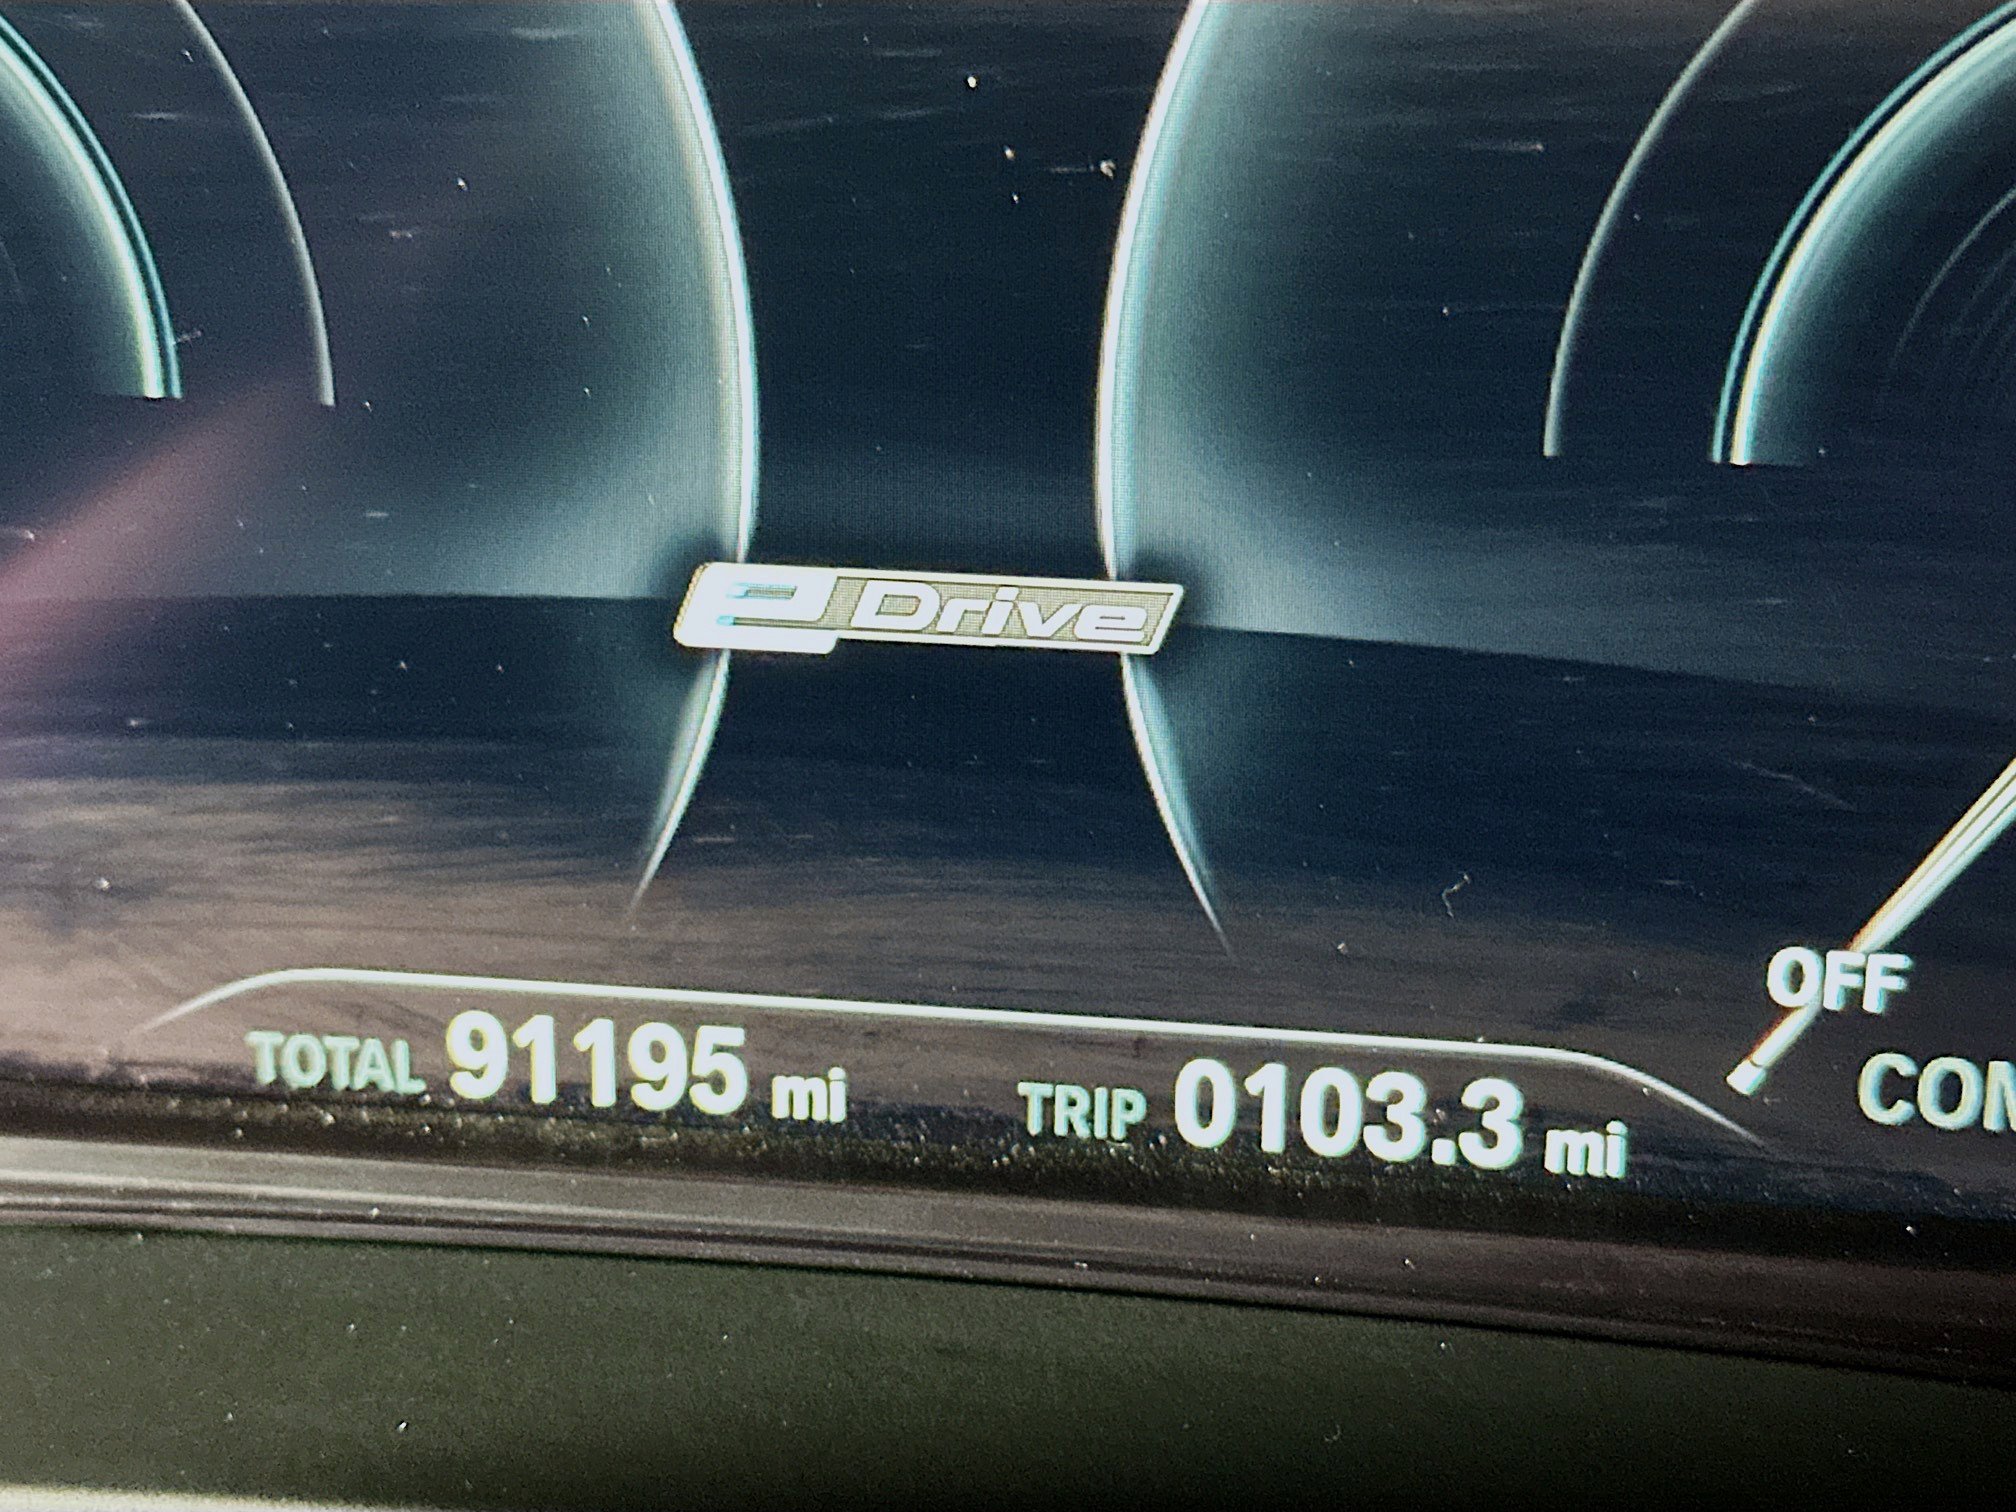 eDrive
OFF
TOTAL 91195 mi TRIP 0103.3 mi